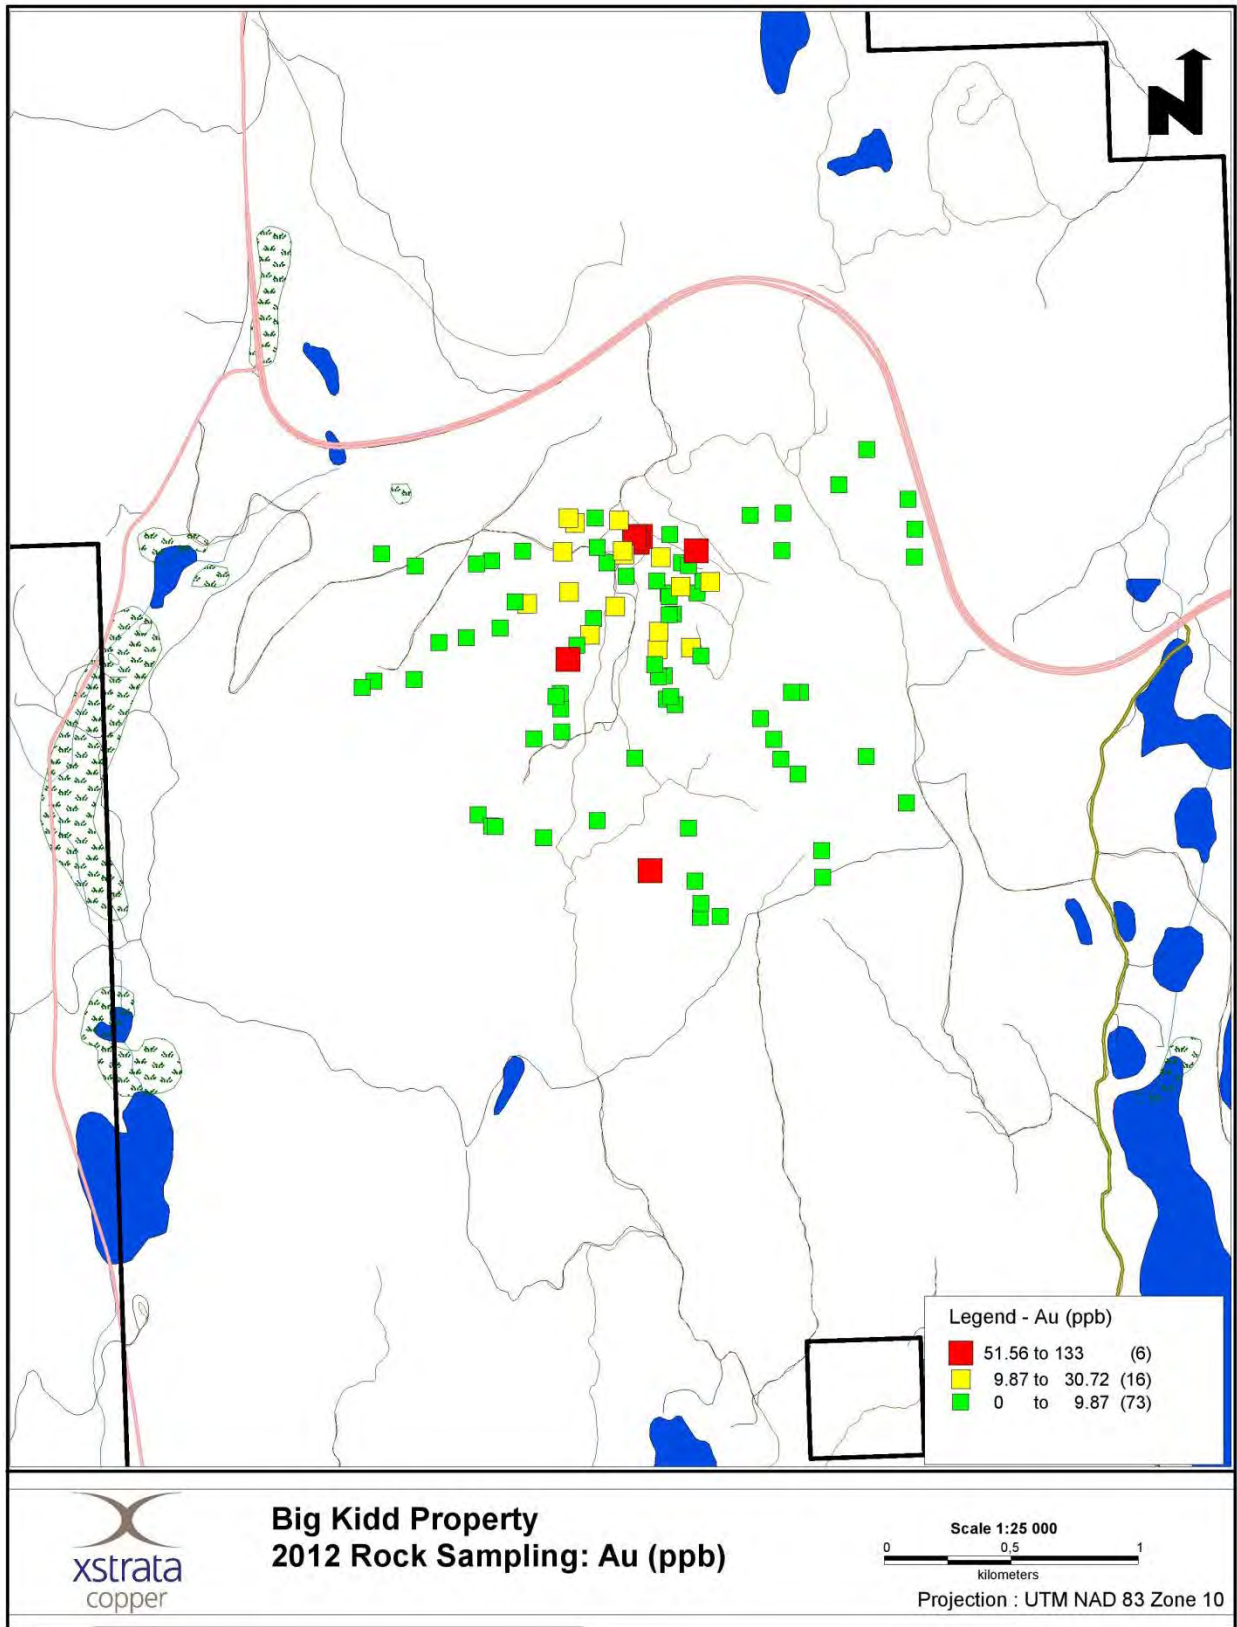 N
Legend - Au (ppb)
51.56 to 133 (6)
9.87 to 30.72 (16)
0 to 9.87 (73)
xstrata
copper
Big Kidd Property
2012 Rock Sampling: Au (ppb)
Scale 1:25 000
0 0,5 1
kilometers
Projection : UTM NAD 83 Zone 10